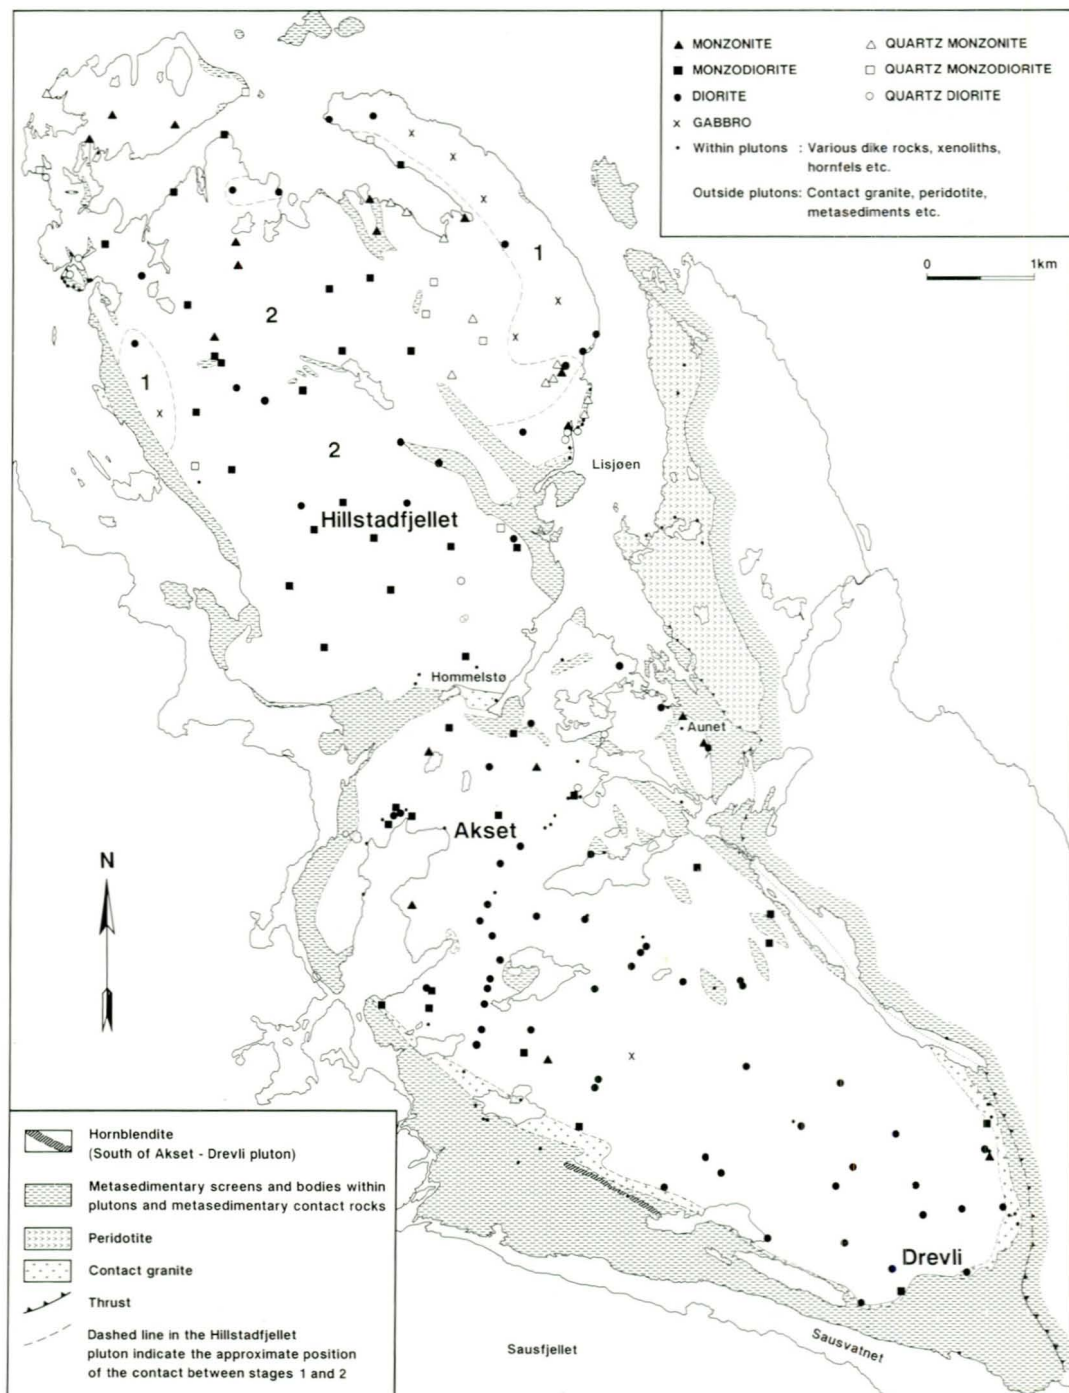 MONZONITE
QUARTZ MONZONITE
MONZODIORITE
QUARTZ MONZODIORITE
DIORITE
QUARTZ DIORITE
x GABBRO
Within plutons : Various dike rocks, xenoliths,
hornfels etc.
Outside plutons: Contact granite, peridotite,
metasediments etc.
0 1km
1
2
1
2
Lisjøen
Hillstadfjellet
Hommelstø
Aunet
Akset
N
Drevli
Sausvatnet
Sausfjellet
Hornblendite
(South of Akset - Drevli pluton)
Metasedimentary screens and bodies within
plutons and metasedimentary contact rocks
Peridotite
Contact granite
Thrust
Dashed line in the Hillstadfjellet
pluton indicate the approximate position
of the contact between stages 1 and 2